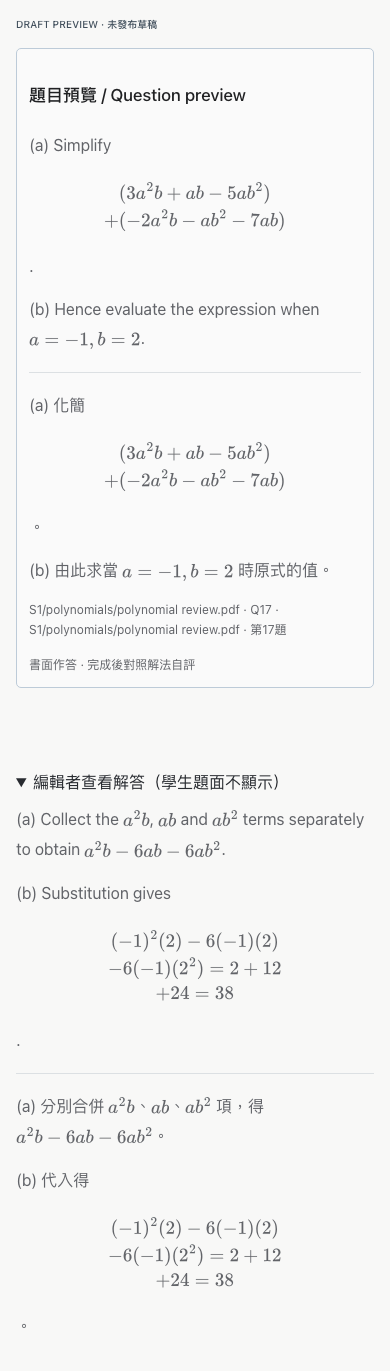 DRAFT PREVIEW · 未發布草稿
題目預覽 / Question preview
(a) Simplify
(3a²b + ab − 5ab²)
+(−2a²b − ab² − 7ab)
.
(b) Hence evaluate the expression when
a = −1, b = 2.
(a) 化簡
(3a²b + ab − 5ab²)
+(−2a²b − ab² − 7ab)
。
(b) 由此求當 a = −1, b = 2 時原式的值。
S1/polynomials/polynomial review.pdf · Q17 ·
S1/polynomials/polynomial review.pdf · 第17題
書面作答 · 完成後對照解法自評
▼ 編輯者查看解答（學生題面不顯示）
(a) Collect the a²b, ab and ab² terms separately
to obtain a²b − 6ab − 6ab².
(b) Substitution gives
(−1)²(2) − 6(−1)(2)
−6(−1)(2²) = 2 + 12
+24 = 38
.
(a) 分別合併 a²b、ab、ab² 項，得
a²b − 6ab − 6ab²。
(b) 代入得
(−1)²(2) − 6(−1)(2)
−6(−1)(2²) = 2 + 12
+24 = 38
。